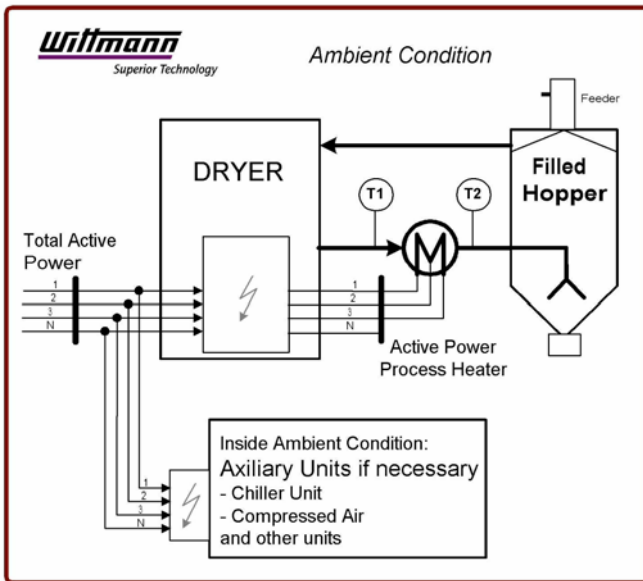 Wittmann
Superior Technology
Ambient Condition
Feeder
DRYER
T1
T2
Filled
Hopper
Total Active
Power
1
2
3
N
1
2
3
N
Active Power
Process Heater
1
2
3
N
Inside Ambient Condition:
Axiliary Units if necessary
- Chiller Unit
- Compressed Air
and other units